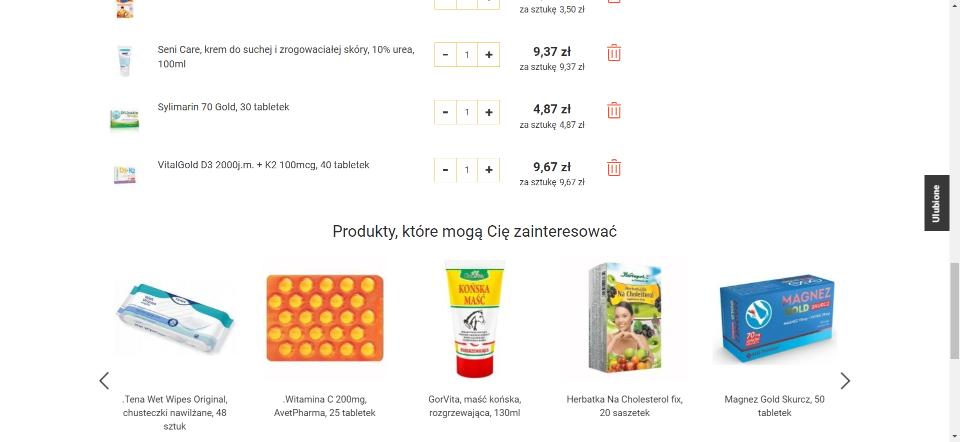 za sztukę 3,50 zł
Seni Care, krem do suchej i zrogowaciałej skóry, 10% urea,
100ml
- 1 +
9,37 zł
za sztukę 9,37 zł
Sylimarin 70 Gold, 30 tabletek
- 1 +
4,87 zł
za sztukę 4,87 zł
VitalGold D3 2000j.m. + K2 100mcg, 40 tabletek
- 1 +
9,67 zł
za sztukę 9,67 zł
Ulubione
Produkty, które mogą Cię zainteresować
KOŃSKA
MAŚĆ
Na Cholesterol
MAGNEZ
GOLD SKURCZ
.Tena Wet Wipes Original,
chusteczki nawilżane, 48
sztuk
.Witamina C 200mg,
AvetPharma, 25 tabletek
GorVita, maść końska,
rozgrzewająca, 130ml
Herbatka Na Cholesterol fix,
20 saszetek
Magnez Gold Skurcz, 50
tabletek